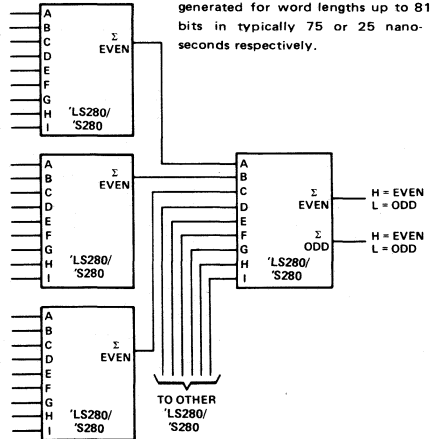 generated for word lengths up to 81
bits in typically 75 or 25 nano-
seconds respectively.
A
B
C
D
E
F
G
H
I
Σ
EVEN
'LS280/
'S280
A
B
C
D
E
F
G
H
I
Σ
EVEN
'LS280/
'S280
A
B
C
D
E
F
G
H
I
Σ
EVEN
'LS280/
'S280
A
B
C
D
E
F
G
H
I
Σ
EVEN
Σ
ODD
'LS280/
'S280
H = EVEN
L = ODD
H = EVEN
L = ODD
TO OTHER
'LS280/
'S280